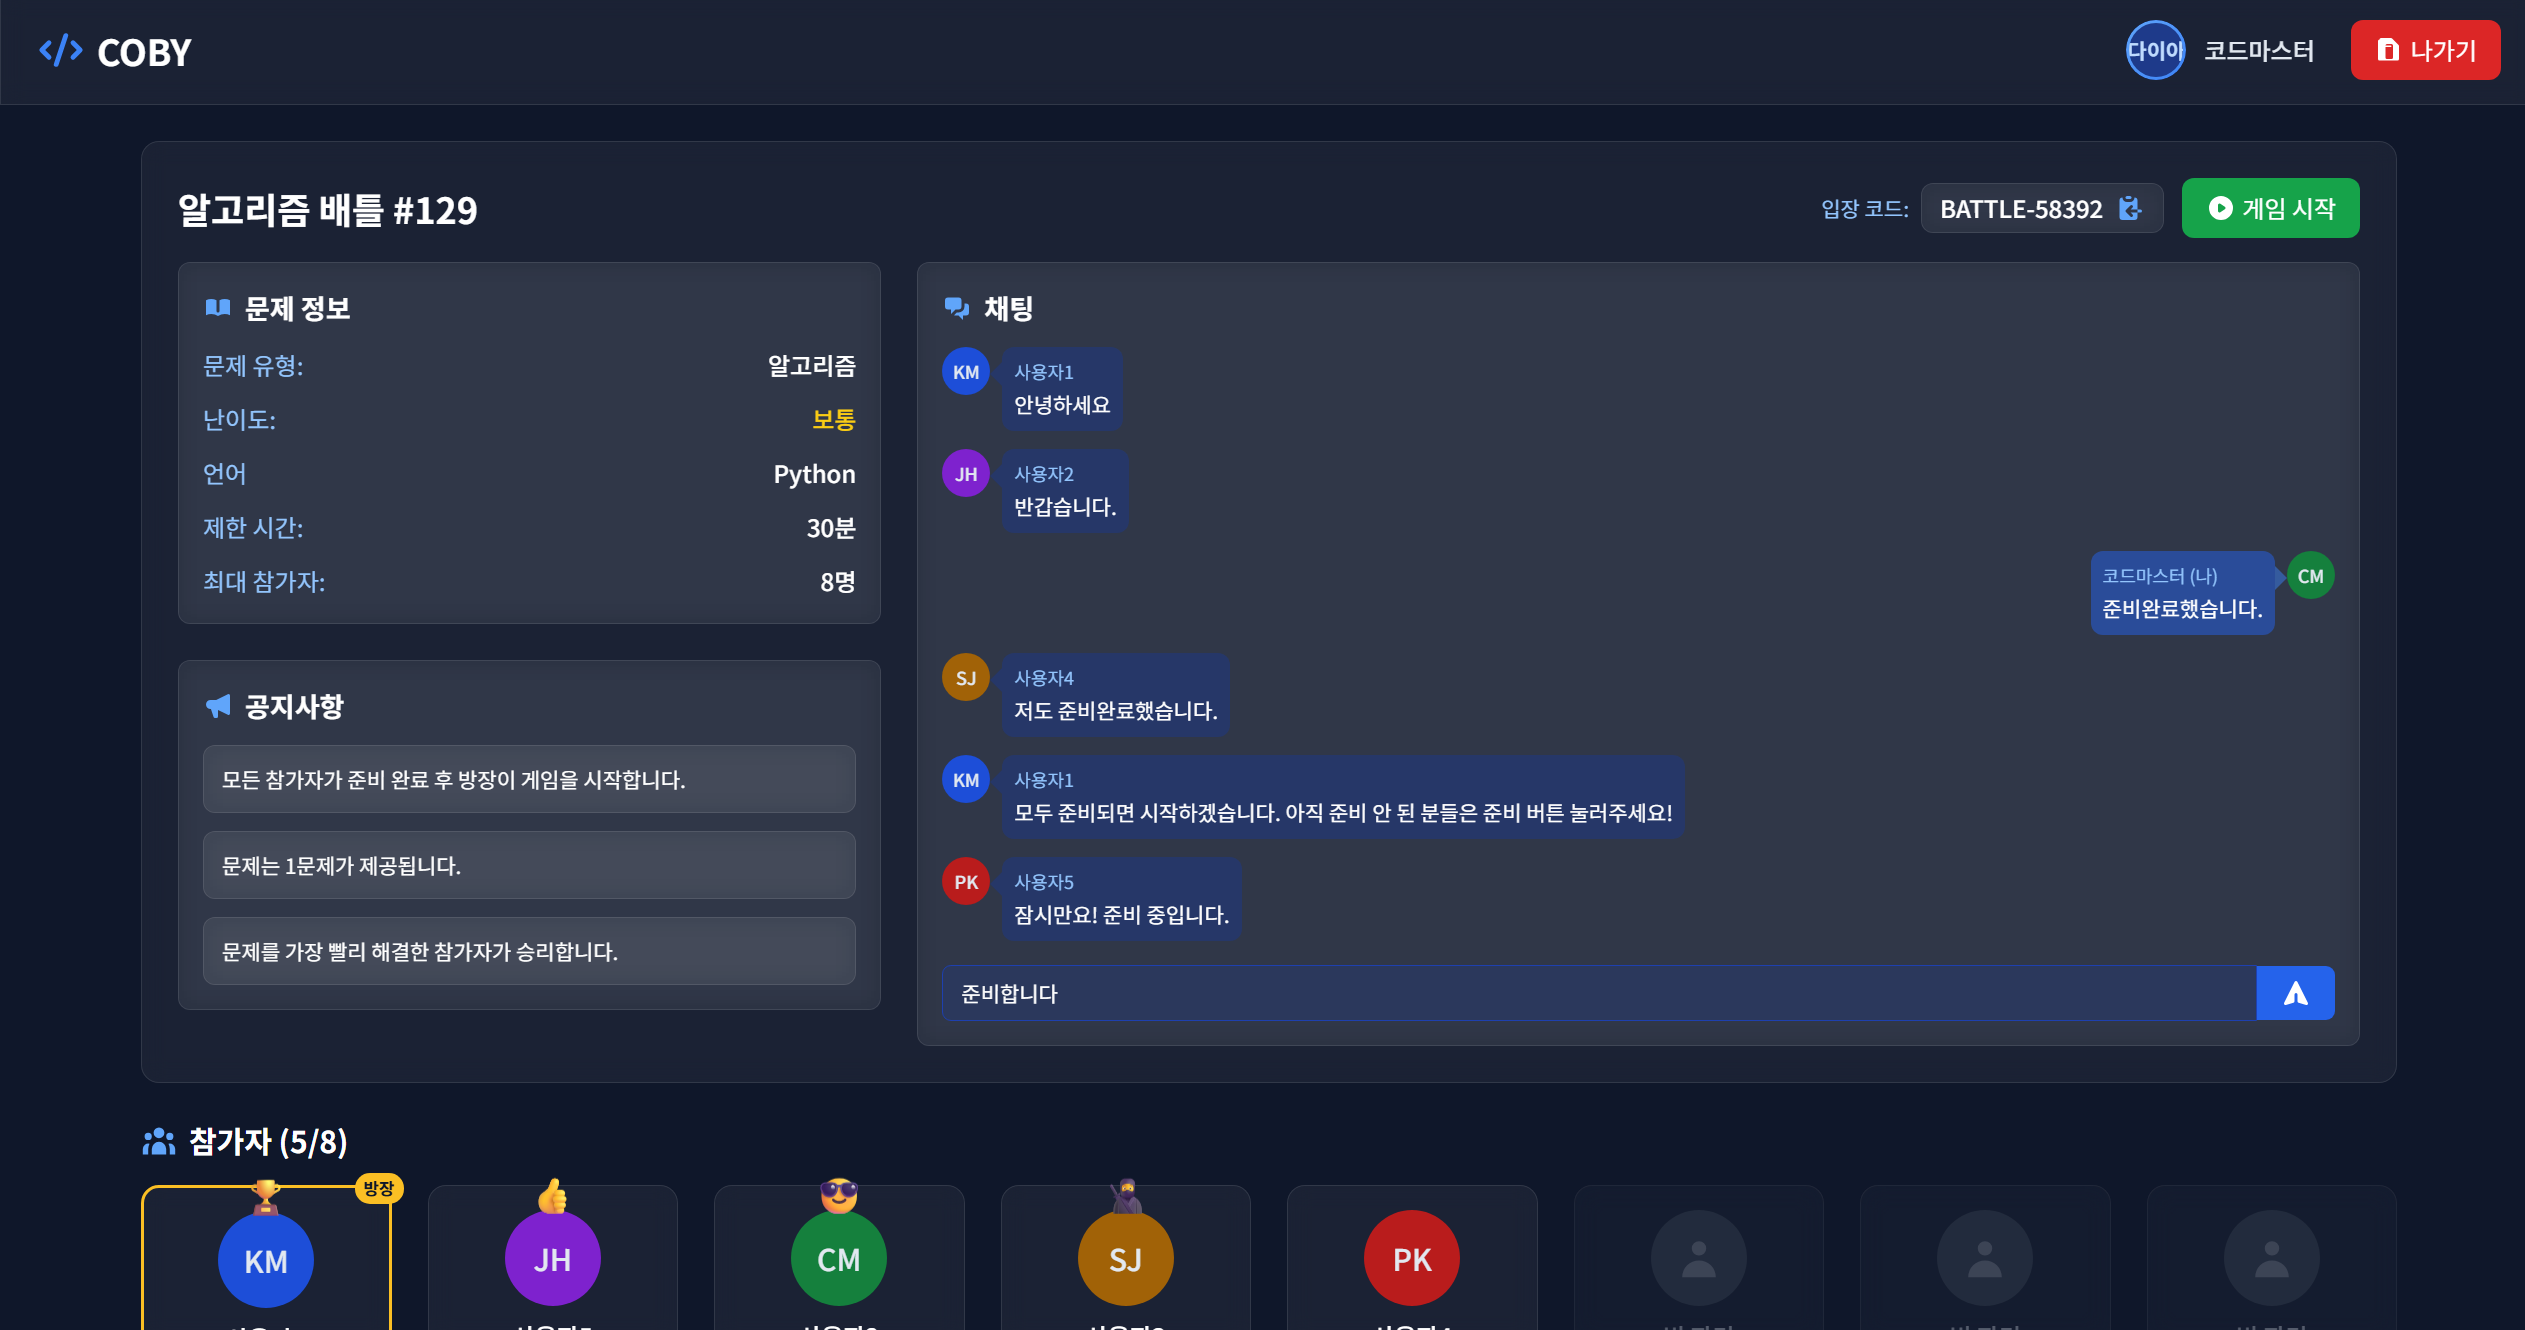 COBY
다이아
코드마스터
나가기
알고리즘 배틀 #129
입장 코드:
BATTLE-58392
게임 시작
문제 정보
문제 유형:
알고리즘
난이도:
보통
언어
Python
제한 시간:
30분
최대 참가자:
8명
공지사항
모든 참가자가 준비 완료 후 방장이 게임을 시작합니다.
문제는 1문제가 제공됩니다.
문제를 가장 빨리 해결한 참가자가 승리합니다.
채팅
KM
사용자1
안녕하세요
JH
사용자2
반갑습니다.
코드마스터 (나)
CM
준비완료했습니다.
SJ
사용자4
저도 준비완료했습니다.
KM
사용자1
모두 준비되면 시작하겠습니다. 아직 준비 안 된 분들은 준비 버튼 눌러주세요!
PK
사용자5
잠시만요! 준비 중입니다.
준비합니다
참가자 (5/8)
방장
KM
JH
CM
SJ
PK